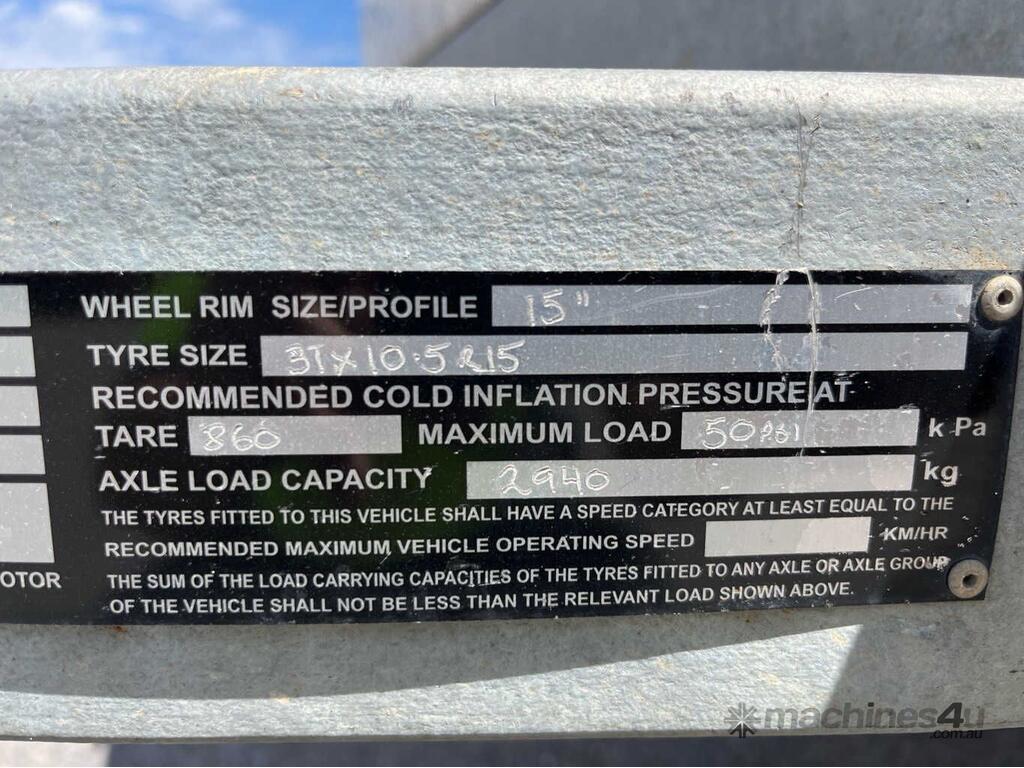 WHEEL RIM SIZE/PROFILE 15"
TYRE SIZE 31X10.5R15
RECOMMENDED COLD INFLATION PRESSURE AT
TARE 860 MAXIMUM LOAD 50PSI k Pa
AXLE LOAD CAPACITY 2940 kg
THE TYRES FITTED TO THIS VEHICLE SHALL HAVE A SPEED CATEGORY AT LEAST EQUAL TO THE
RECOMMENDED MAXIMUM VEHICLE OPERATING SPEED KM/HR
OTOR THE SUM OF THE LOAD CARRYING CAPACITIES OF THE TYRES FITTED TO ANY AXLE OR AXLE GROUP
OF THE VEHICLE SHALL NOT BE LESS THAN THE RELEVANT LOAD SHOWN ABOVE.
machines4u
.com.au